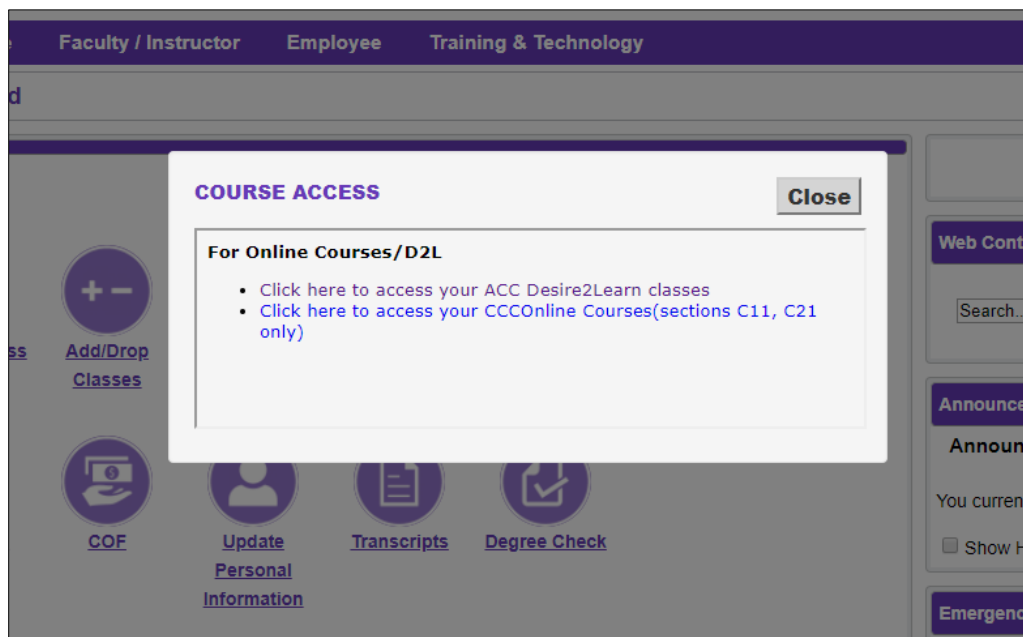 Faculty / Instructor Employee Training & Technology
d
COURSE ACCESS
Close
For Online Courses/D2L
• Click here to access your ACC Desire2Learn classes
• Click here to access your CCCOnline Courses(sections C11, C21
only)
ss
Add/Drop
Classes
COF
Update
Personal
Information
Transcripts
Degree Check
Web Cont
Search..
Announce
Announ
You curren
Show H
Emergenc